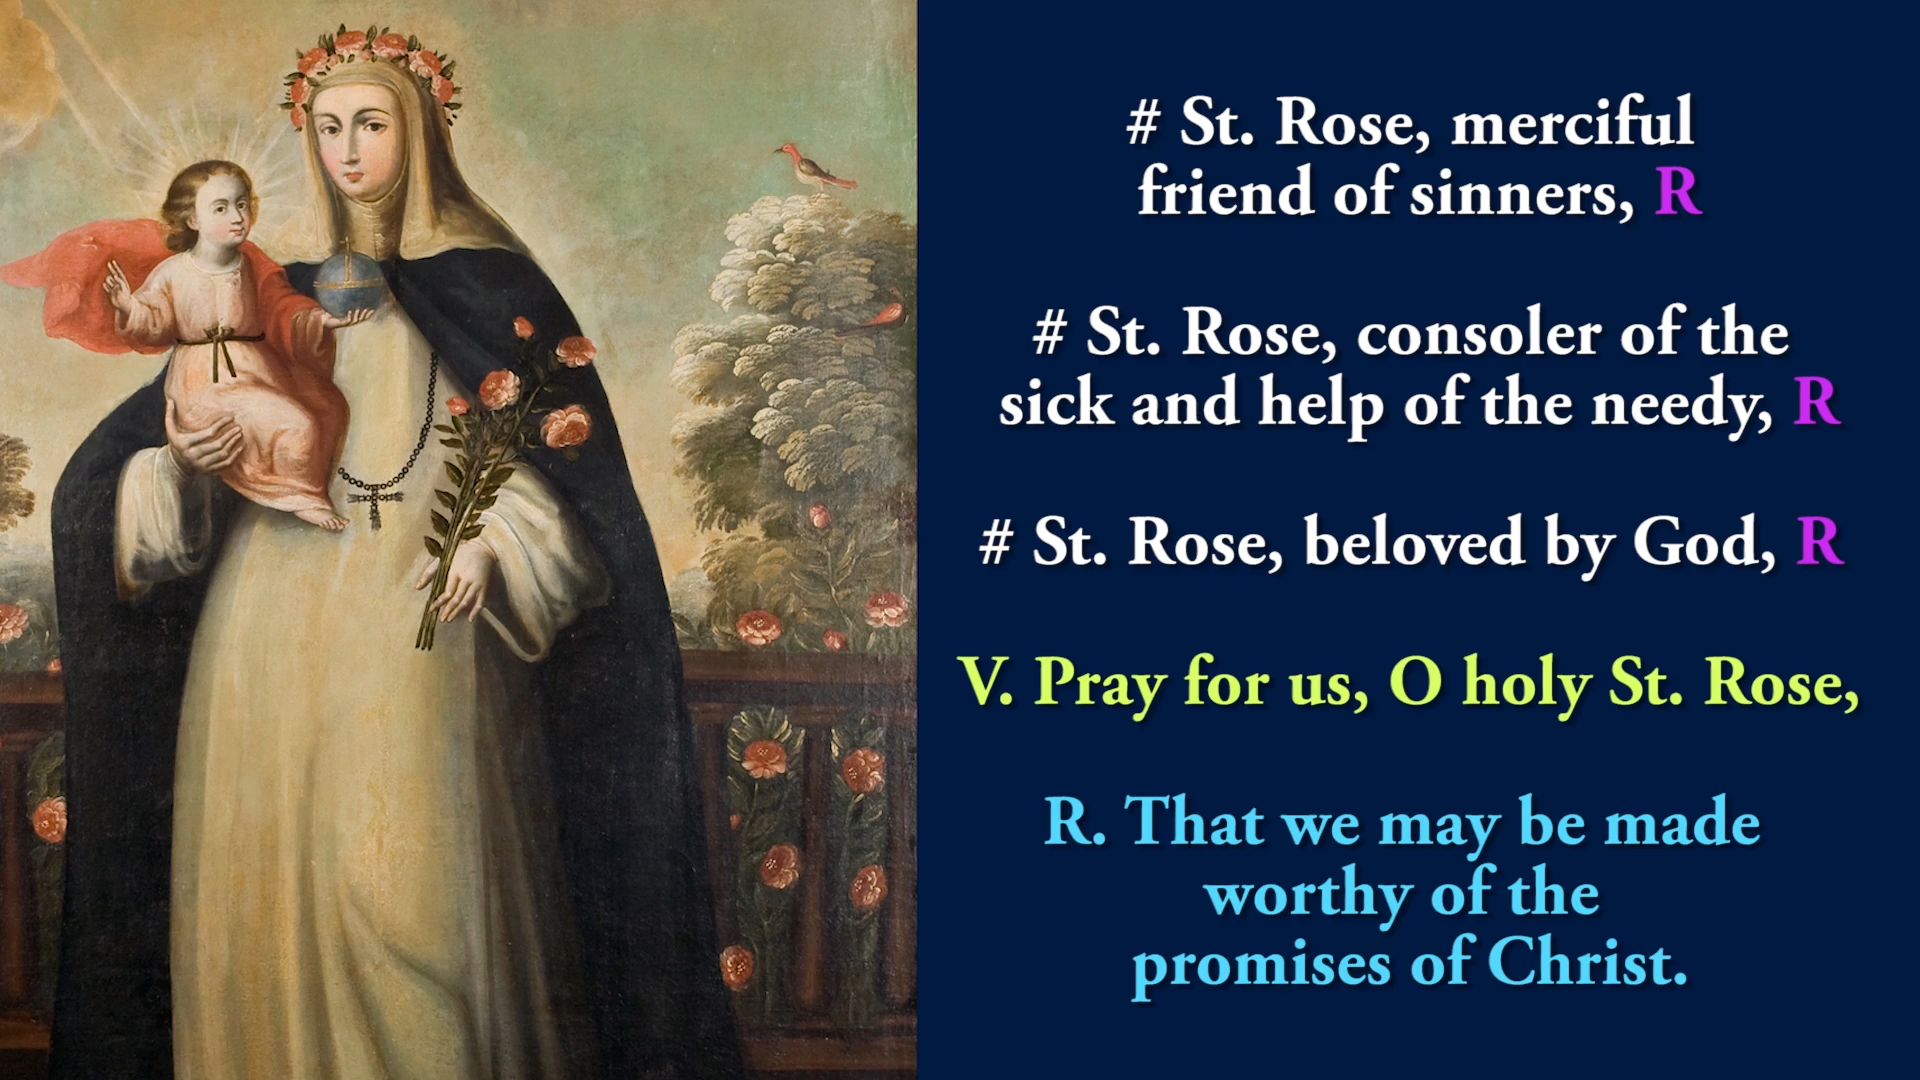 # St. Rose, merciful
friend of sinners, R
# St. Rose, consoler of the
sick and help of the needy, R
# St. Rose, beloved by God, R
V. Pray for us, O holy St. Rose,
R. That we may be made
worthy of the
promises of Christ.